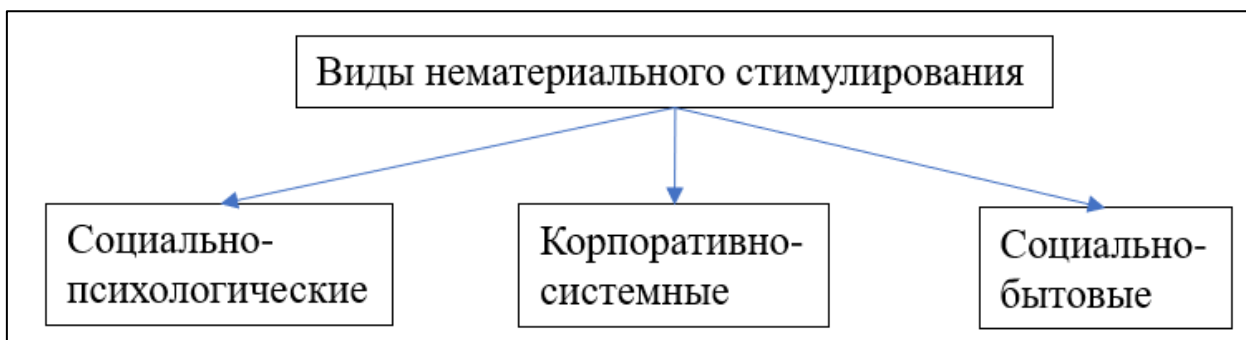 Виды нематериального стимулирования
Социально-
психологические
Корпоративно-
системные
Социально-
бытовые